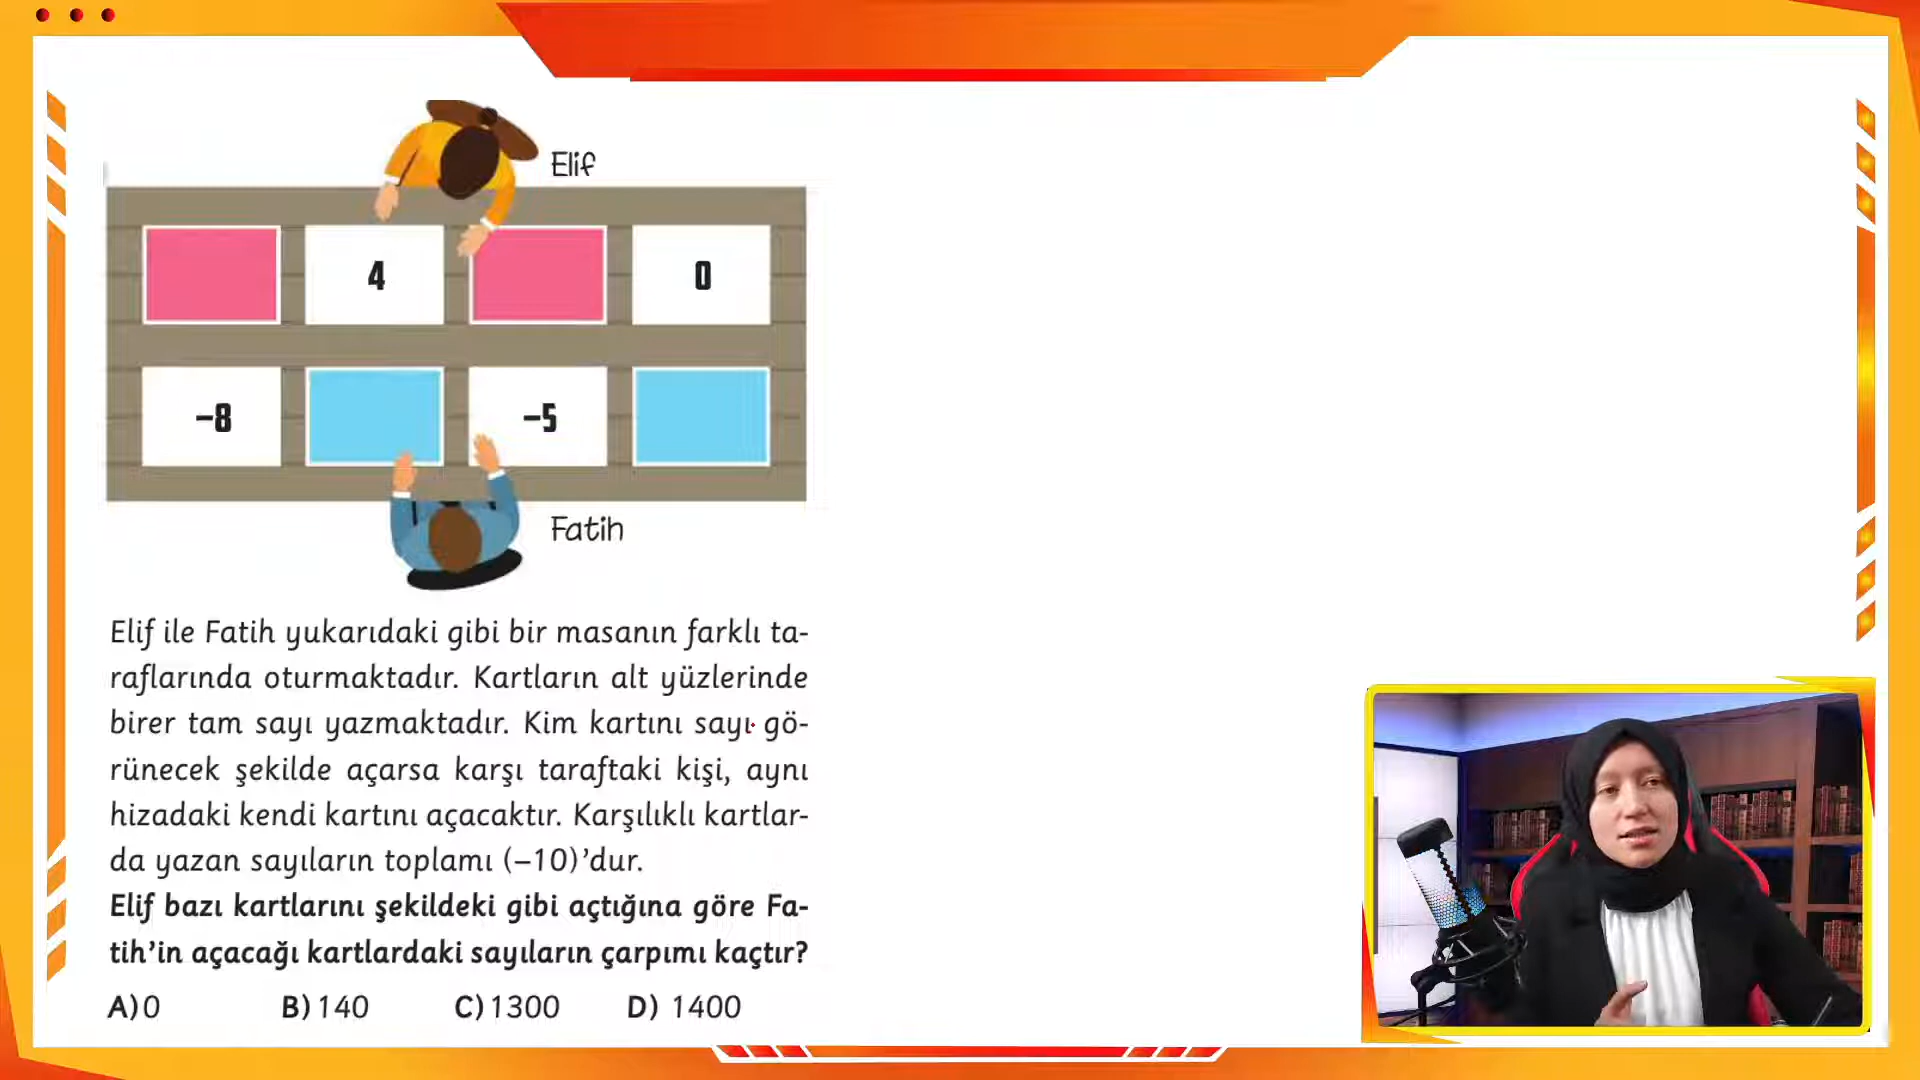 Elif
4
0
–8
–5
Fatih
Elif ile Fatih yukarıdaki gibi bir masanın farklı ta-
raflarında oturmaktadır. Kartların alt yüzlerinde
birer tam sayı yazmaktadır. Kim kartını sayı gö-
rünecek şekilde açarsa karşı taraftaki kişi, aynı
hizadaki kendi kartını açacaktır. Karşılıklı kartlar-
da yazan sayıların toplamı (–10)’dur.
Elif bazı kartlarını şekildeki gibi açtığına göre Fa-
tih’in açacağı kartlardaki sayıların çarpımı kaçtır?
A) 0 B) 140 C) 1300 D) 1400